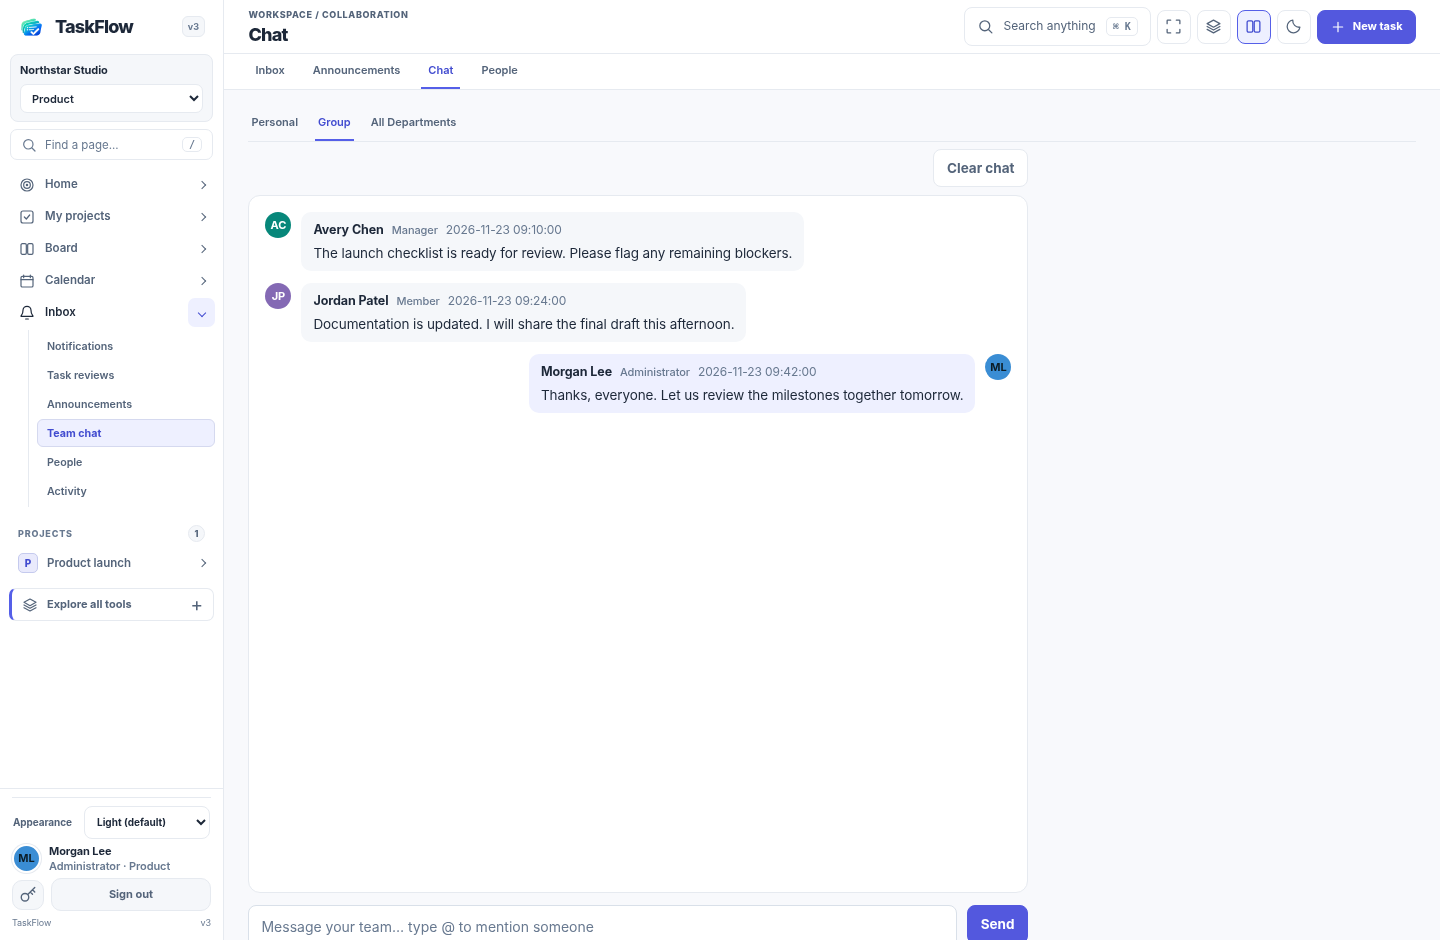 TaskFlow
v3
Northstar Studio
Product
Find a page...
/
Home
My projects
Board
Calendar
Inbox
Notifications
Task reviews
Announcements
Team chat
People
Activity
PROJECTS
1
P
Product launch
Explore all tools
+
Appearance
Light (default)
ML
Morgan Lee
Administrator · Product
Sign out
TaskFlow
v3
WORKSPACE / COLLABORATION
Chat
Search anything
⌘ K
+ New task
Inbox
Announcements
Chat
People
Personal
Group
All Departments
Clear chat
AC
Avery Chen Manager 2026-11-23 09:10:00
The launch checklist is ready for review. Please flag any remaining blockers.
JP
Jordan Patel Member 2026-11-23 09:24:00
Documentation is updated. I will share the final draft this afternoon.
Morgan Lee Administrator 2026-11-23 09:42:00
Thanks, everyone. Let us review the milestones together tomorrow.
ML
Message your team... type @ to mention someone
Send